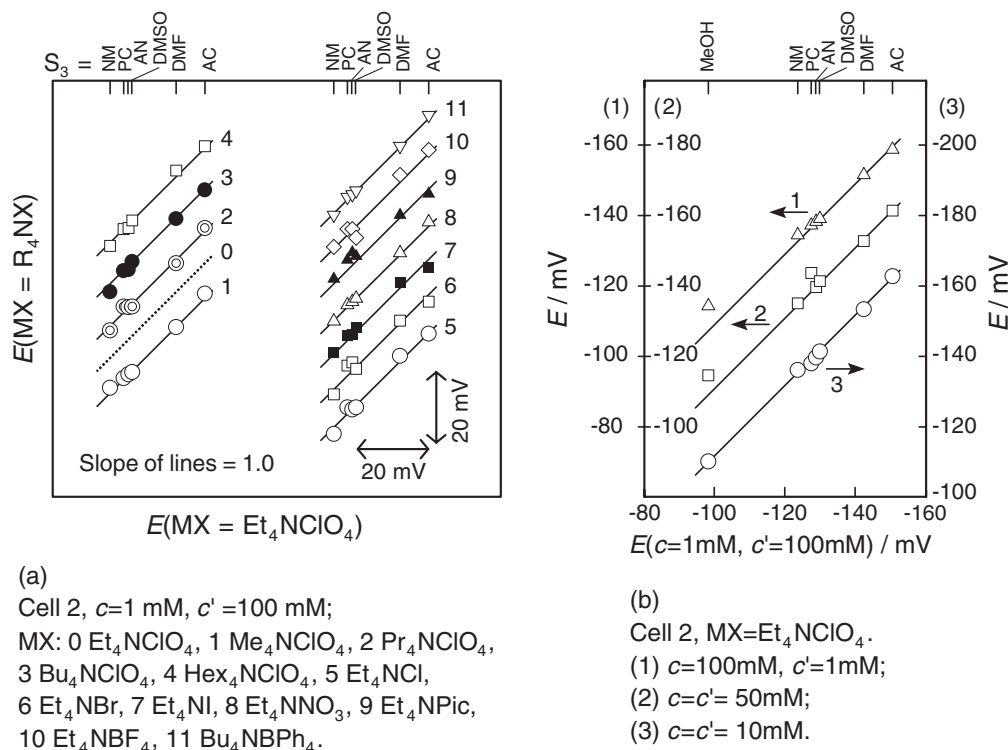 S₃ =
NM
PC
AN
DMSO
DMF
AC
NM
PC
AN
DMSO
DMF
AC
4
3
2
0
1
11
10
9
8
7
6
5
E(MX = R₄NX)
Slope of lines = 1.0
20 mV
20 mV
E(MX = Et₄NClO₄)
(a)
Cell 2, c=1 mM, c' =100 mM;
MX: 0 Et₄NClO₄, 1 Me₄NClO₄, 2 Pr₄NClO₄,
3 Bu₄NClO₄, 4 Hex₄NClO₄, 5 Et₄NCl,
6 Et₄NBr, 7 Et₄NI, 8 Et₄NNO₃, 9 Et₄NPic,
10 Et₄NBF₄, 11 Bu₄NBPh₄.
MeOH
NM
PC
AN
DMSO
DMF
AC
(1)
(2)
(3)
-160
-180
-200
-140
-160
-180
-120
-140
-160
-100
-120
-140
-80
-100
-120
-100
E / mV
E / mV
1
2
3
-80
-100
-120
-140
-160
E(c=1mM, c'=100mM) / mV
(b)
Cell 2, MX=Et₄NClO₄.
(1) c=100mM, c'=1mM;
(2) c=c'= 50mM;
(3) c=c'= 10mM.